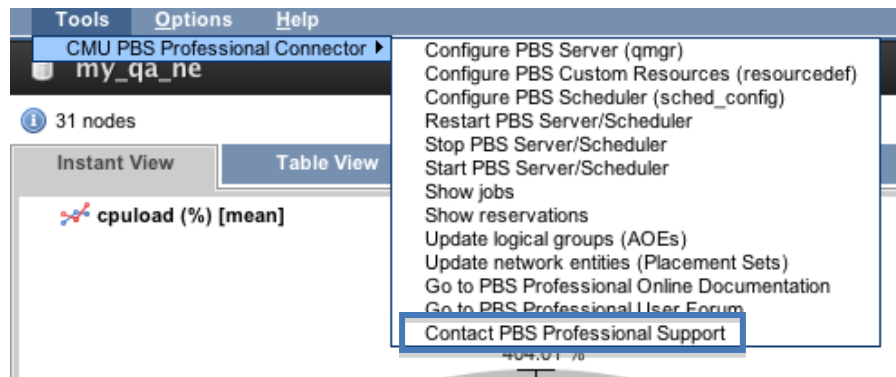 Tools Options Help
CMU PBS Professional Connector
my_qa_ne
31 nodes
Instant View Table View
cpuload (%) [mean]
Configure PBS Server (qmgr)
Configure PBS Custom Resources (resourcedef)
Configure PBS Scheduler (sched_config)
Restart PBS Server/Scheduler
Stop PBS Server/Scheduler
Start PBS Server/Scheduler
Show jobs
Show reservations
Update logical groups (AOEs)
Update network entities (Placement Sets)
Go to PBS Professional Online Documentation
Go to PBS Professional User Forum
Contact PBS Professional Support
404.01 %